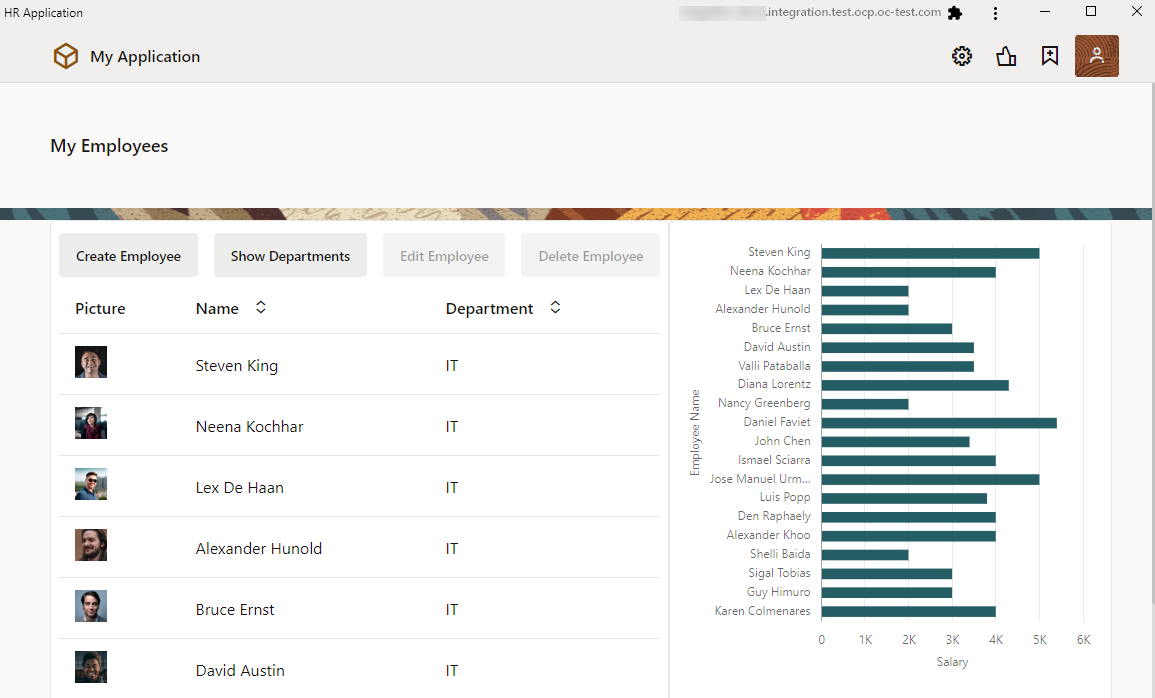 HR Application
.integration.test.ocp.oc-test.com
My Application
My Employees
Create Employee
Show Departments
Edit Employee
Delete Employee
Picture
Name
Department
Steven King
IT
Neena Kochhar
IT
Lex De Haan
IT
Alexander Hunold
IT
Bruce Ernst
IT
David Austin
IT
Employee Name
Steven King
Neena Kochhar
Lex De Haan
Alexander Hunold
Bruce Ernst
David Austin
Valli Pataballa
Diana Lorentz
Nancy Greenberg
Daniel Faviet
John Chen
Ismael Sciarra
Jose Manuel Urm...
Luis Popp
Den Raphaely
Alexander Khoo
Shelli Baida
Sigal Tobias
Guy Himuro
Karen Colmenares
0 1K 2K 3K 4K 5K 6K
Salary